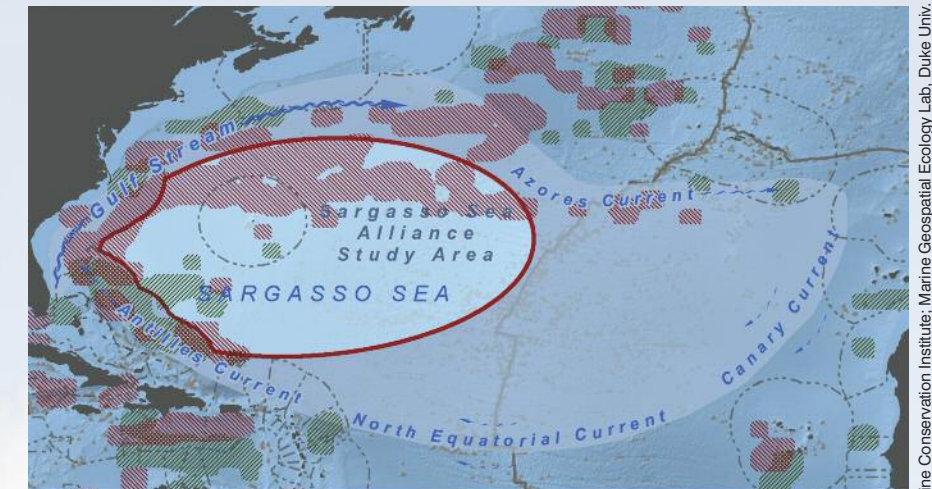 Gulf Stream
Azores Current
Sargasso Sea
Alliance
Study Area
SARGASSO SEA
Antilles Current
Canary Current
North Equatorial Current
Conservation Institute; Marine Geospatial Ecology Lab, Duke Univ.